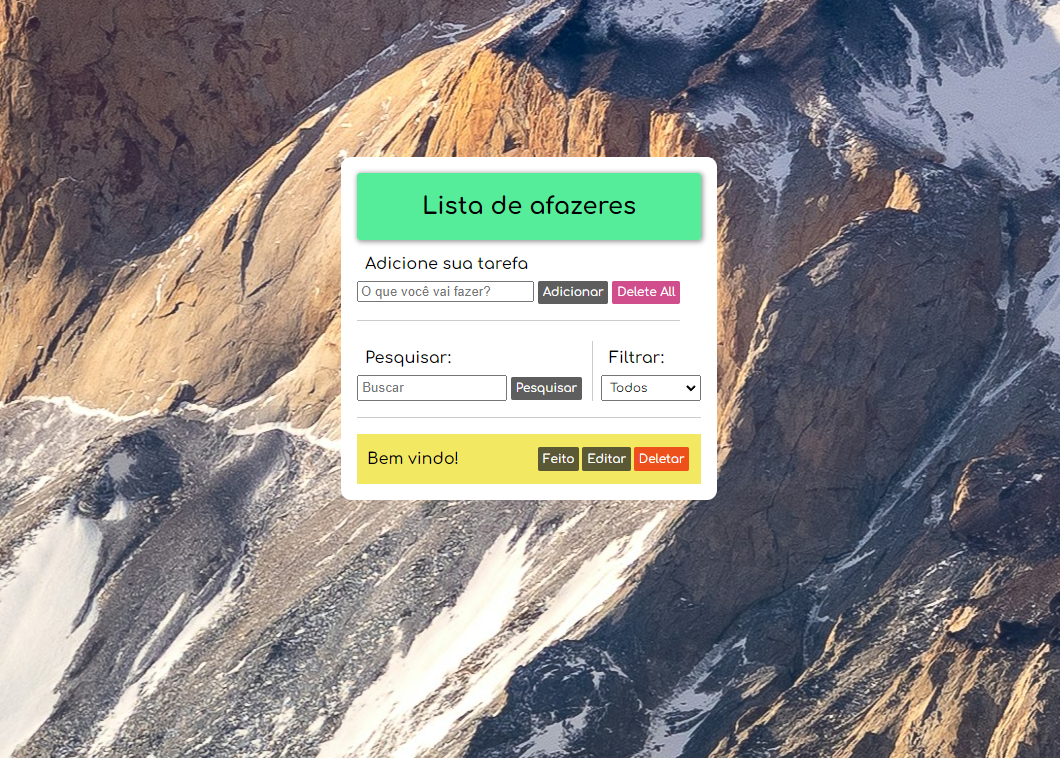 Lista de afazeres
Adicione sua tarefa
O que você vai fazer? Adicionar Delete All
Pesquisar: Filtrar:
Buscar Pesquisar Todos
Bem vindo! Feito Editar Deletar